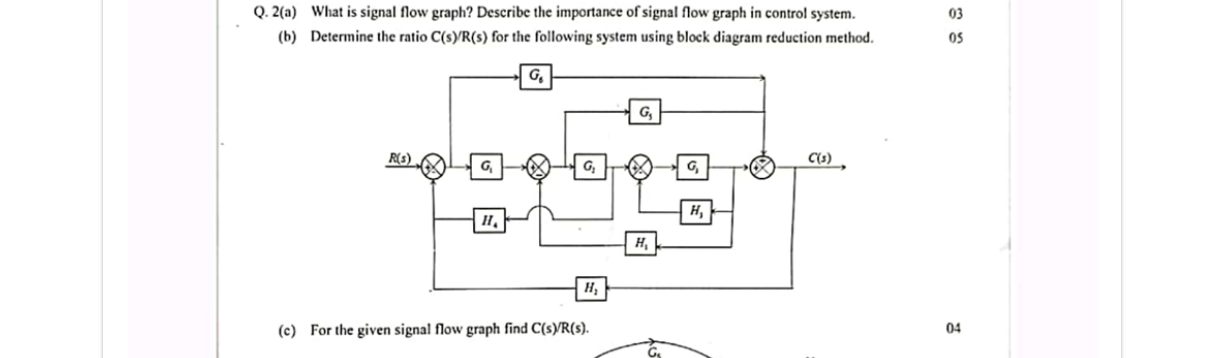 Q. 2(a) What is signal flow graph? Describe the importance of signal flow graph in control system. 03
(b) Determine the ratio C(s)/R(s) for the following system using block diagram reduction method. 05
G₆
G₅
R(s) G₁ G₂ G₃ C(s)
H₄ H₃
H₁
H₂
(c) For the given signal flow graph find C(s)/R(s). 04